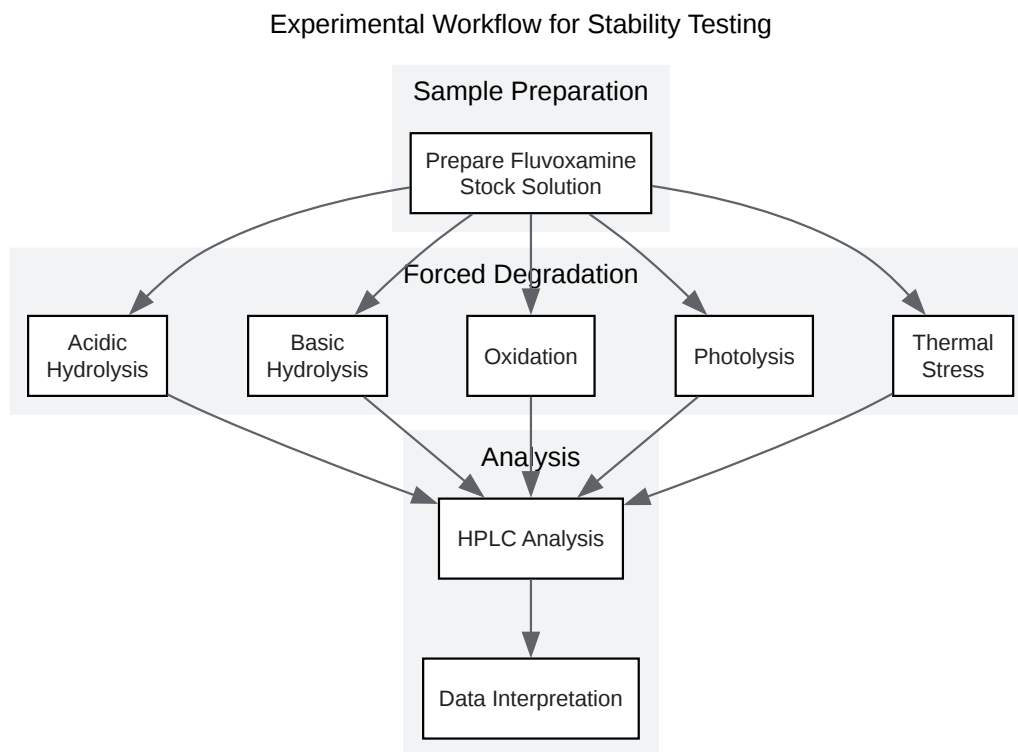 Experimental Workflow for Stability Testing
Sample Preparation
Prepare Fluvoxamine
Stock Solution
Forced Degradation
Acidic
Hydrolysis
Basic
Hydrolysis
Oxidation
Photolysis
Thermal
Stress
Analysis
HPLC Analysis
Data Interpretation